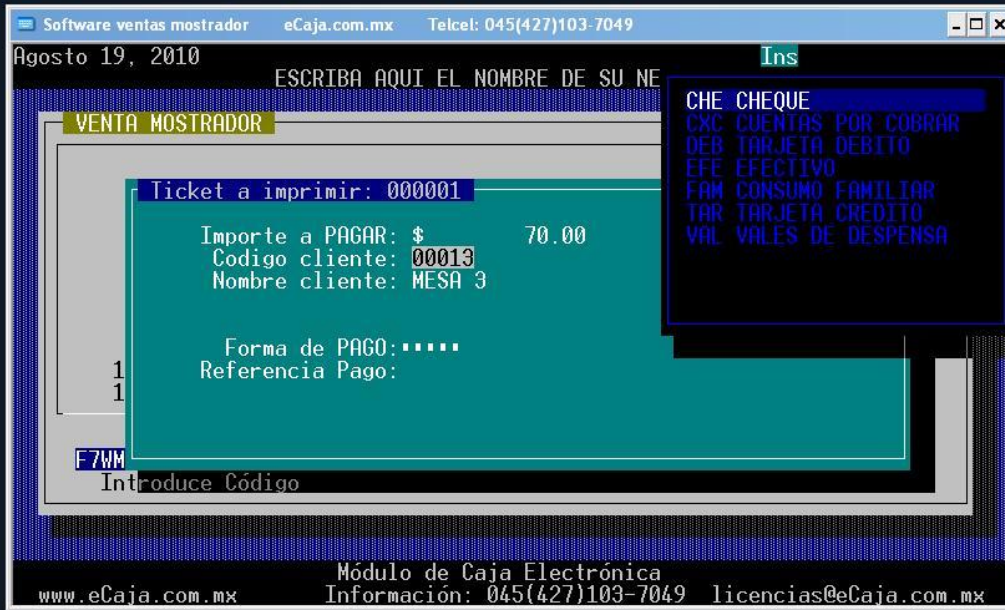 Software ventas mostrador eCaja.com.mx Telcel: 045(427)103-7049
Agosto 19, 2010 Ins
ESCRIBA AQUI EL NOMBRE DE SU NE
CHE CHEQUE
CXC CUENTAS POR COBRAR
DEB TARJETA DEBITO
EFE EFECTIVO
FAM CONSUMO FAMILIAR
TAR TARJETA CREDITO
VAL VALES DE DESPENSA
VENTA MOSTRADOR
Ticket a imprimir: 000001
Importe a PAGAR: $ 70.00
Codigo cliente: 00013
Nombre cliente: MESA 3
Forma de PAGO:
Referencia Pago:
1
1
F7WM
Introduce Código
Módulo de Caja Electrónica
www.eCaja.com.mx Información: 045(427)103-7049 licencias@eCaja.com.mx